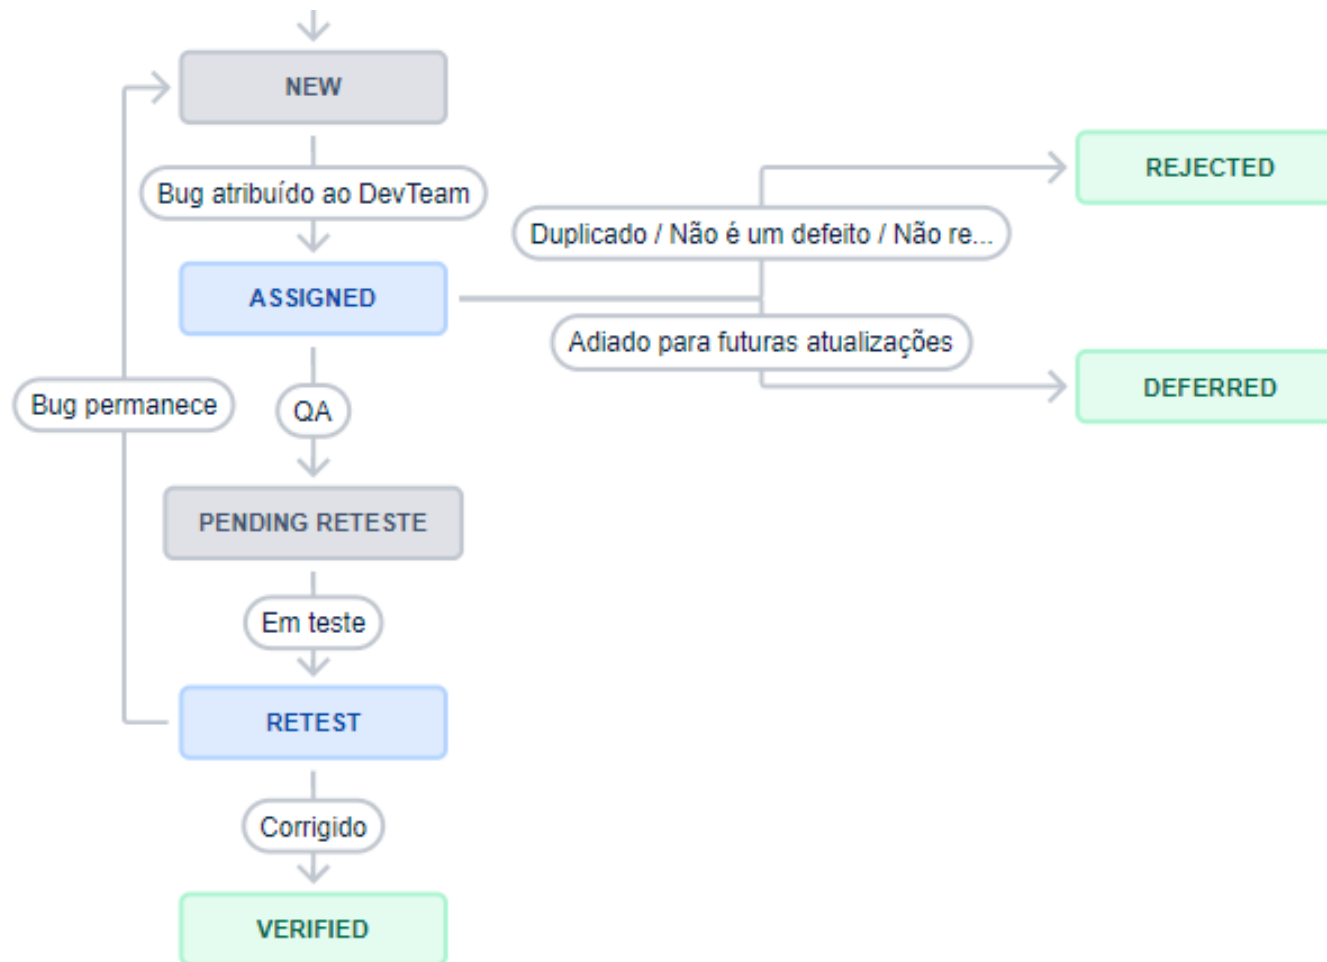 NEW
Bug atribuído ao DevTeam
REJECTED
Duplicado / Não é um defeito / Não re...
ASSIGNED
Adiado para futuras atualizações
DEFERRED
Bug permanece
QA
PENDING RETESTE
Em teste
RETEST
Corrigido
VERIFIED